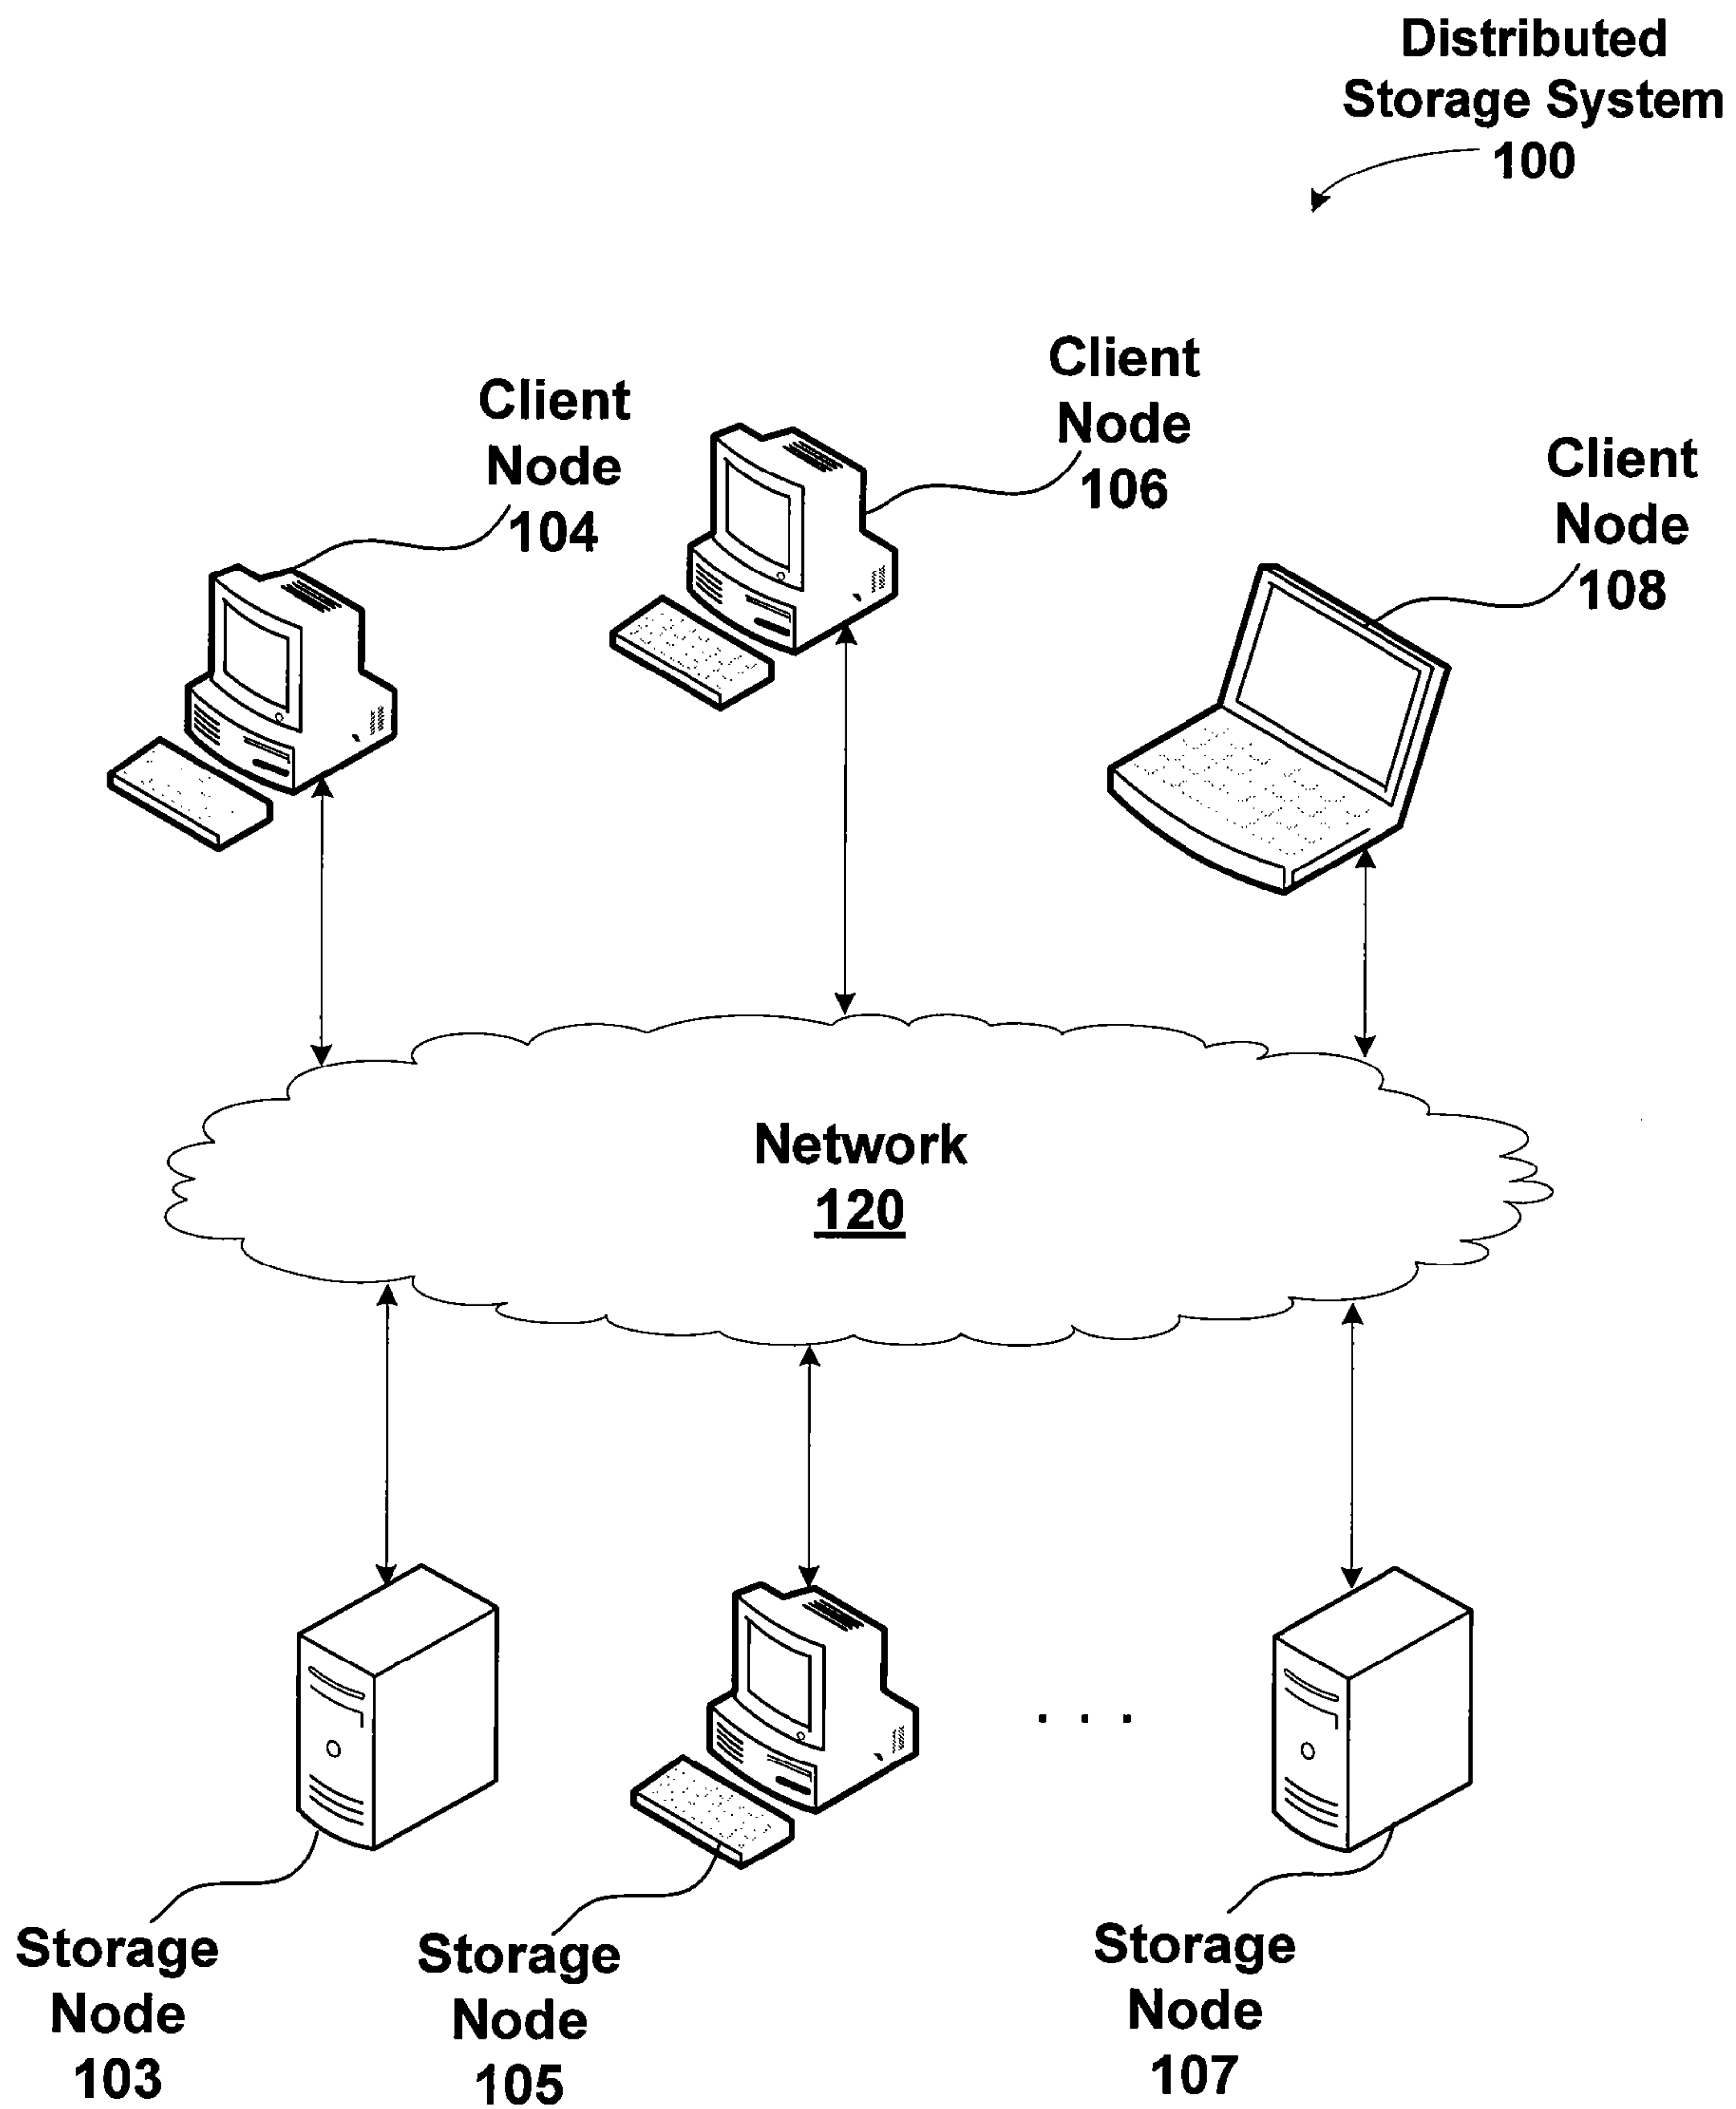 Distributed
Storage System
100
Client
Node
104
Client
Node
106
Client
Node
108
Network
120
. . .
Storage
Node
103
Storage
Node
105
Storage
Node
107